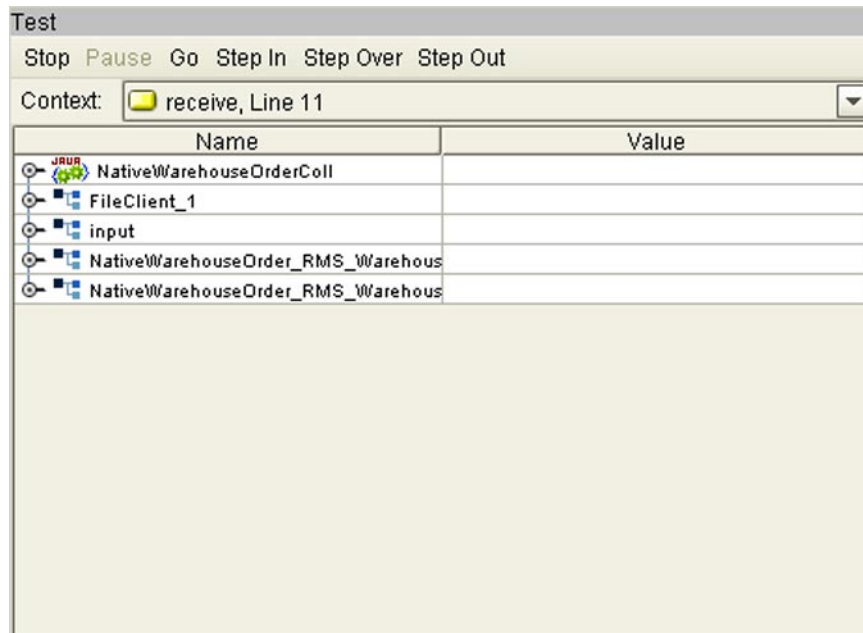 Test
Stop Pause Go Step In Step Over Step Out
Context: receive, Line 11
Name Value
JAVA NativeWarehouseOrderColl
FileClient_1
input
NativeWarehouseOrder_RMS_Warehous
NativeWarehouseOrder_RMS_Warehous